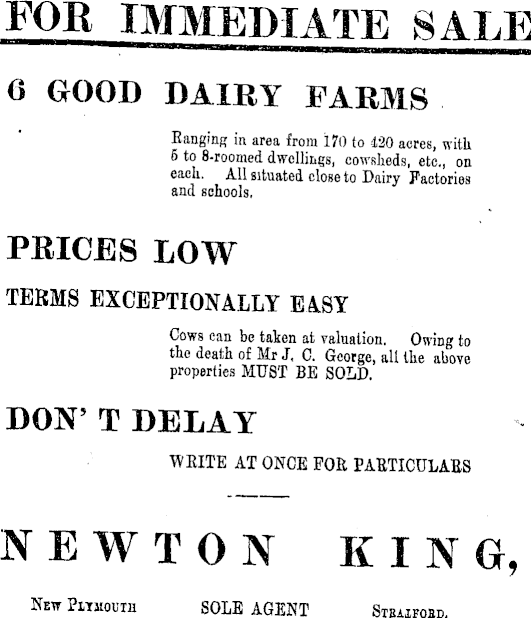 FOR IMMEDIATE SALE
6 GOOD DAIRY FARMS
Ranging in area from 170 to 420 acres, with
5 to 8-roomed dwellings, cowsheds, etc., on
each. All situated close to Dairy Factories
and schools.
PRICES LOW
TERMS EXCEPTIONALLY EASY
Cows can be taken at valuation. Owing to
the death of Mr J. C. George, all the above
properties MUST BE SOLD.
DON'T DELAY
WRITE AT ONCE FOR PARTICULARS
NEWTON KING,
NEW PLYMOUTH SOLE AGENT STRATFORD.